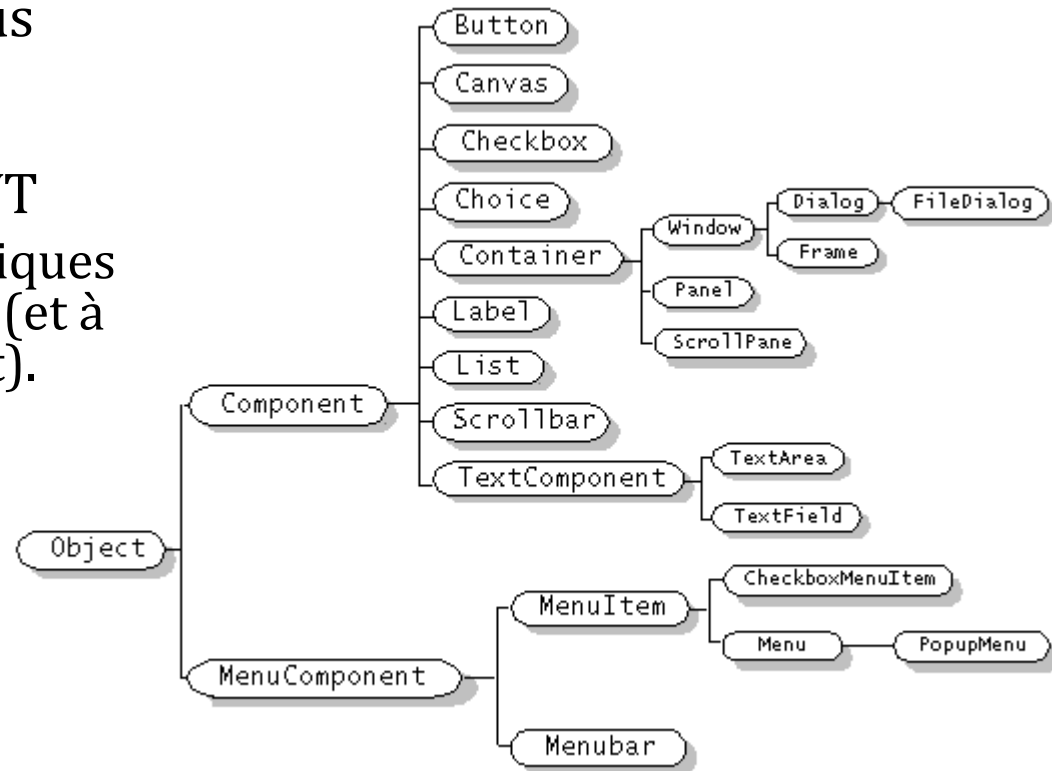 us
T
iques
(et à
t).
Button
Canvas
Checkbox
Choice
Container
Label
List
Scrollbar
TextComponent
Window
Panel
ScrollPane
Dialog
FileDialog
Frame
TextArea
TextField
Component
Object
MenuComponent
MenuItem
Menubar
CheckboxMenuItem
Menu
PopupMenu